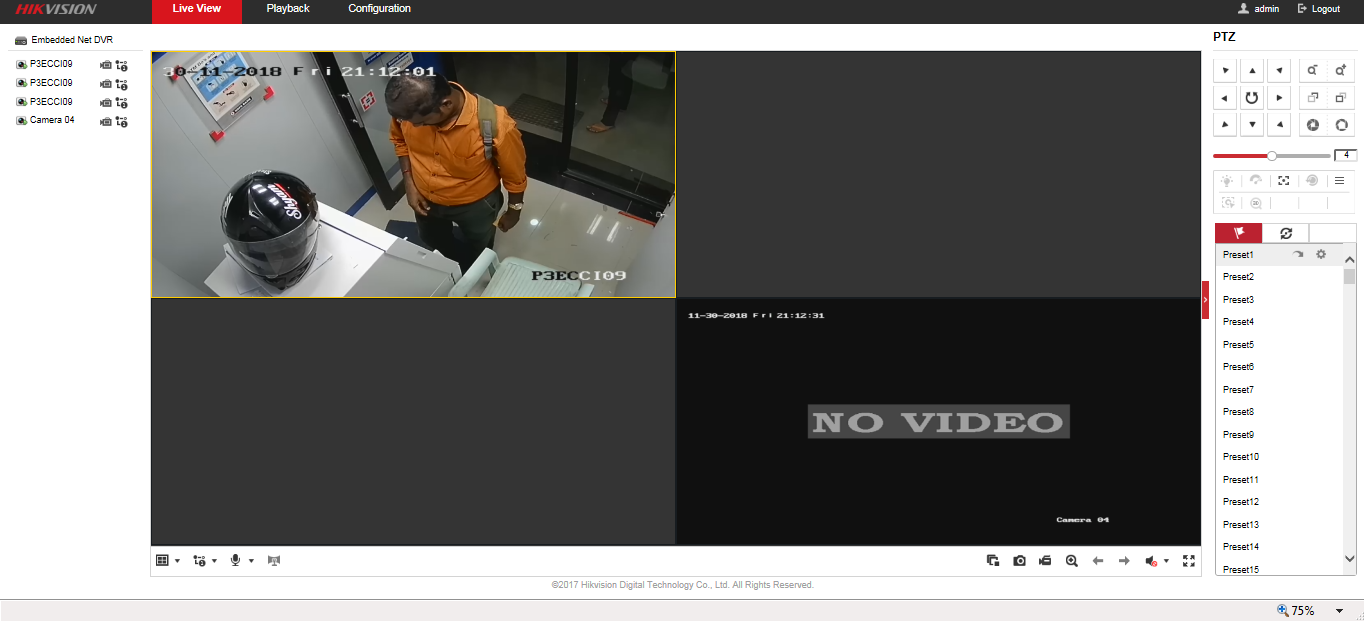 HIKVISION
Live View
Playback
Configuration
admin
Logout
Embedded Net DVR
P3ECCI09
P3ECCI09
P3ECCI09
Camera 04
30-11-2018 Fri 21:12:01
Shyam
P3ECCI09
11-30-2018 Fri 21:12:31
NO VIDEO
Camera 04
PTZ
4
3D
Preset1
Preset2
Preset3
Preset4
Preset5
Preset6
Preset7
Preset8
Preset9
Preset10
Preset11
Preset12
Preset13
Preset14
Preset15
©2017 Hikvision Digital Technology Co., Ltd. All Rights Reserved.
75%